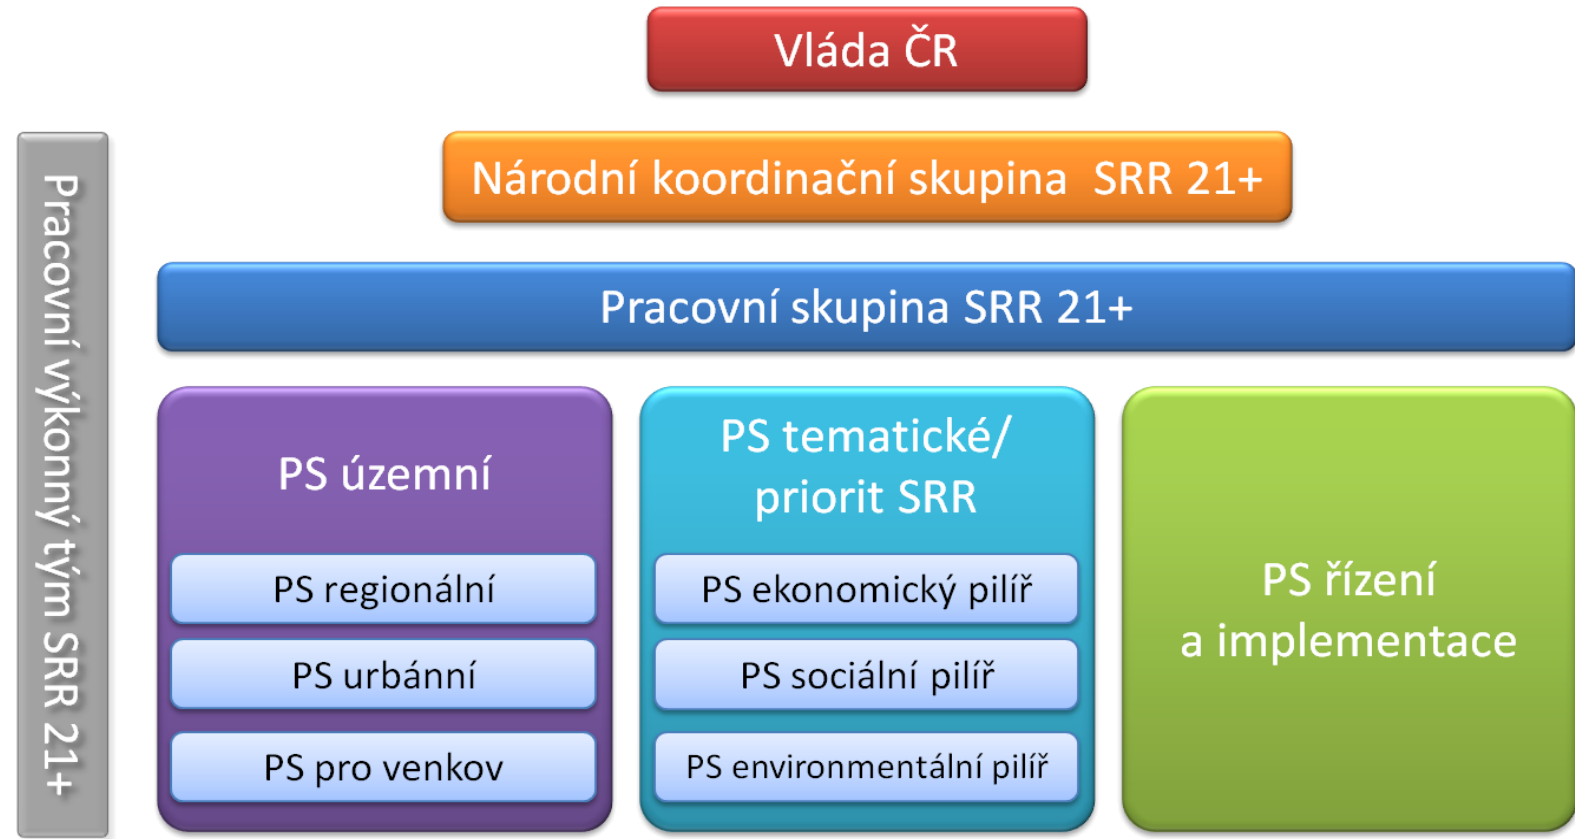 Vláda ČR
Národní koordinační skupina SRR 21+
Pracovní skupina SRR 21+
Pracovní výkonný tým SRR 21+
PS územní
PS regionální
PS urbánní
PS pro venkov
PS tematické/
priorit SRR
PS ekonomický pilíř
PS sociální pilíř
PS environmentální pilíř
PS řízení
a implementace